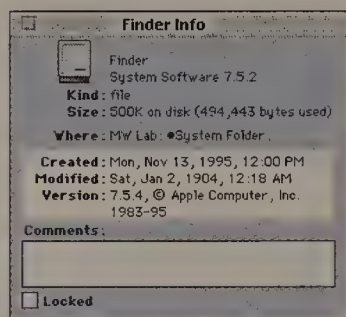 Finder Info
Finder
System Software 7.5.2
Kind: file
Size: 500K on disk (494,443 bytes used)
Where: MW Lab: ●System Folder:
Created: Mon, Nov 13, 1995, 12:00 PM
Modified: Sat, Jan 2, 1904, 12:18 AM
Version: 7.5.4, © Apple Computer, Inc.
1983-95
Comments:
Locked